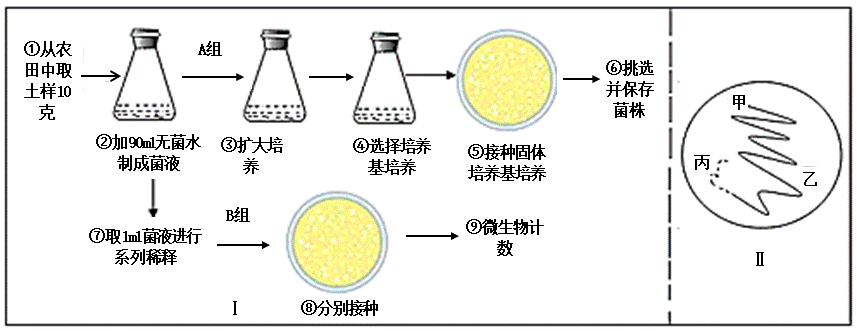 ①从农
田中取
土样10
克
A组
②加90ml无菌水
制成菌液
③扩大培
养
④选择培养
基培养
⑤接种固体
培养基培养
⑥挑选
并保存
菌株
⑦取1ml菌液进行
系列稀释
B组
⑧分别接种
⑨微生物计
数
Ⅰ
甲
乙
丙
Ⅱ